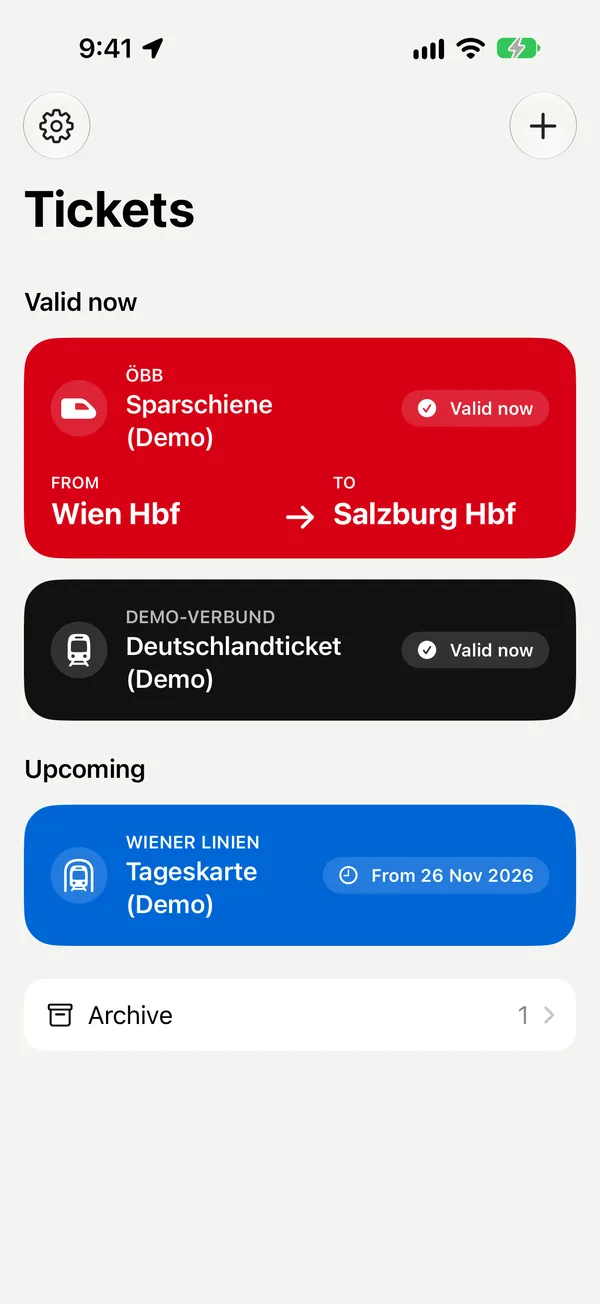 9:41
Tickets
Valid now
ÖBB
Sparschiene
(Demo)
Valid now
FROM
TO
Wien Hbf
Salzburg Hbf
DEMO-VERBUND
Deutschlandticket
(Demo)
Valid now
Upcoming
WIENER LINIEN
Tageskarte
(Demo)
From 26 Nov 2026
Archive
1